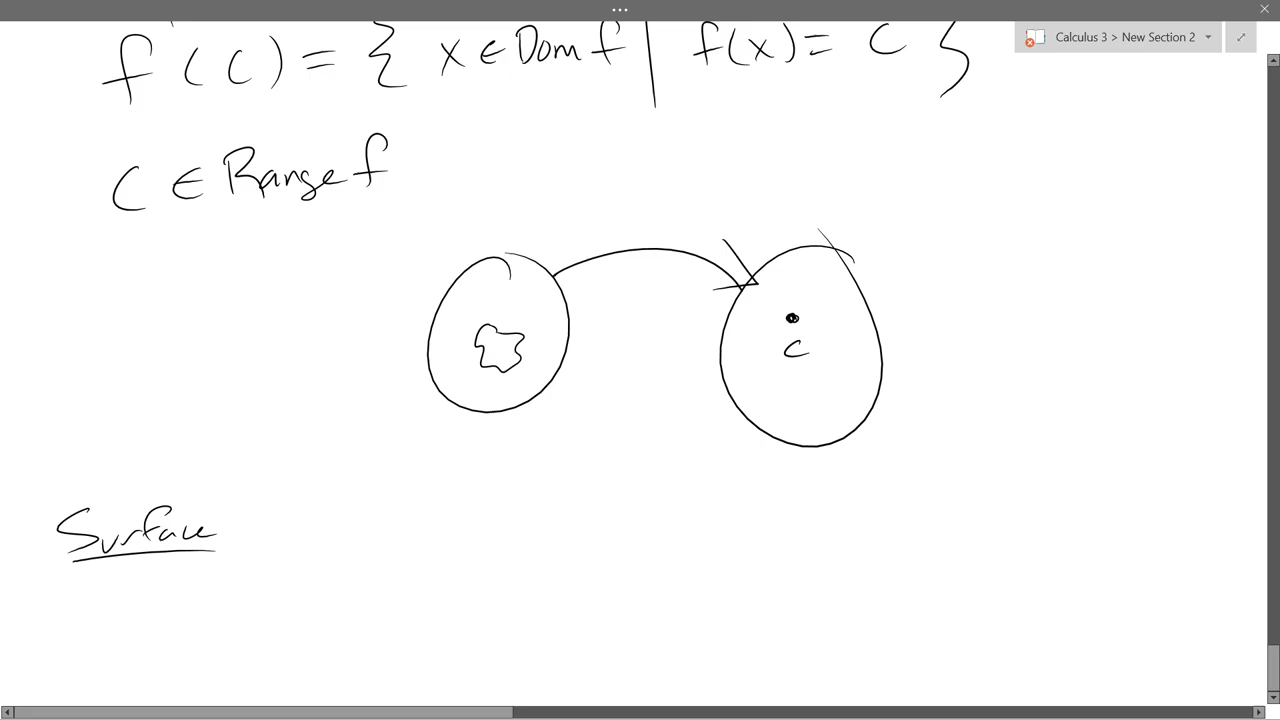 Calculus 3 > New Section 2
f'(c) = { x ∈ Dom f | f(x) = c }
c ∈ Range f
c
Surface